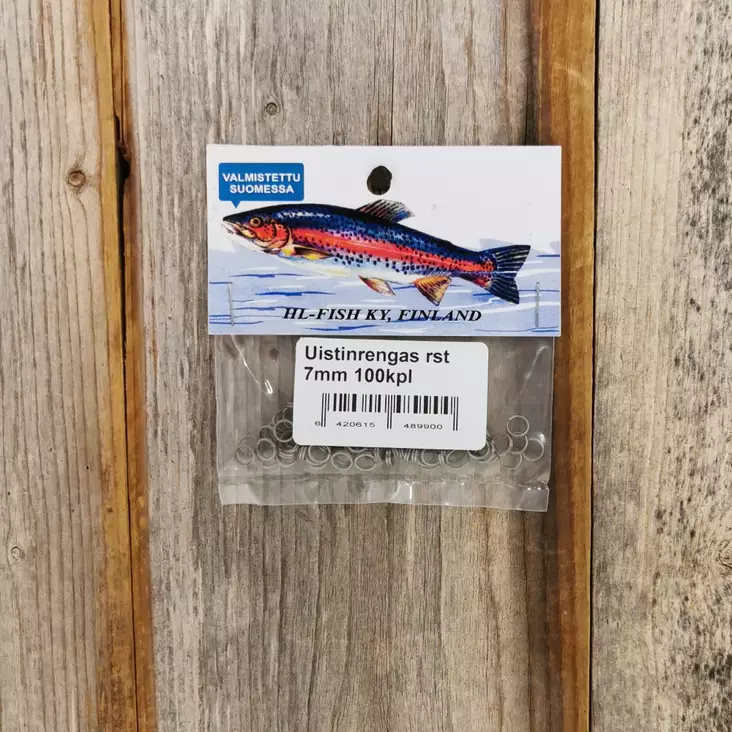 VALMISTETTU
SUOMESSA
HL-FISH KY, FINLAND
Uistinrengas rst
7mm 100kpl
6 420615 489900